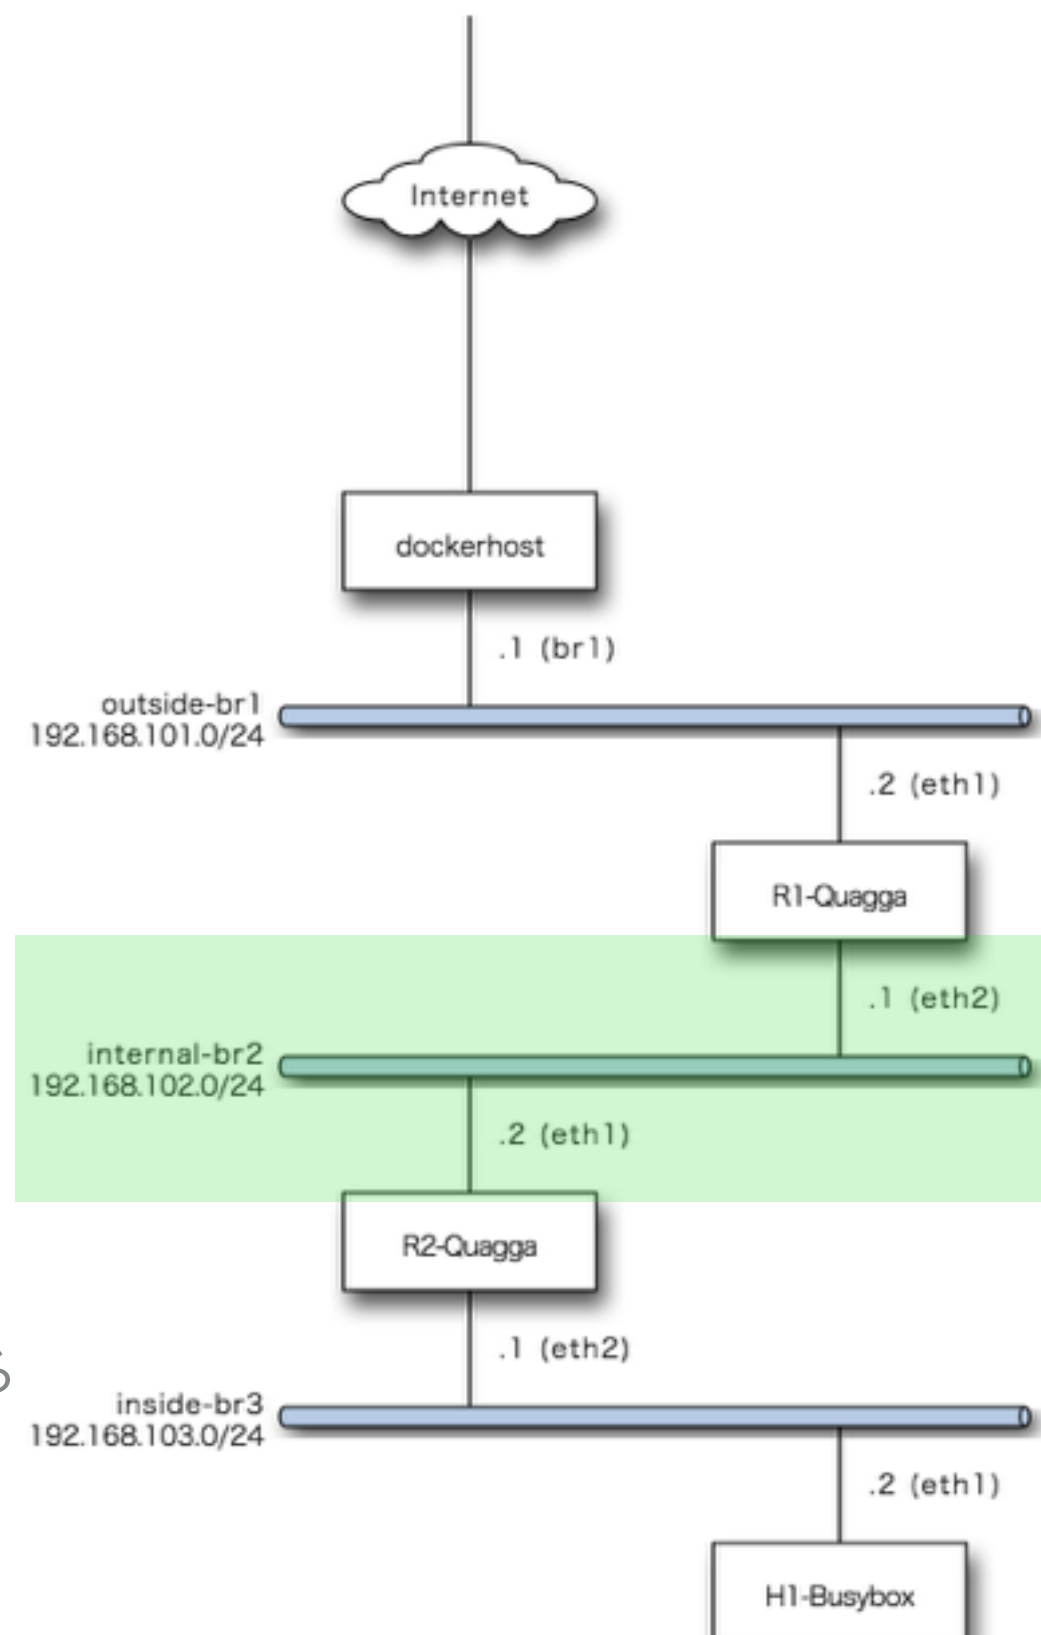 Internet
dockerhost
.1 (br1)
outside-br1
192.168.101.0/24
.2 (eth1)
R1-Quagga
.1 (eth2)
internal-br2
192.168.102.0/24
.2 (eth1)
R2-Quagga
.1 (eth2)
inside-br3
192.168.103.0/24
.2 (eth1)
H1-Busybox